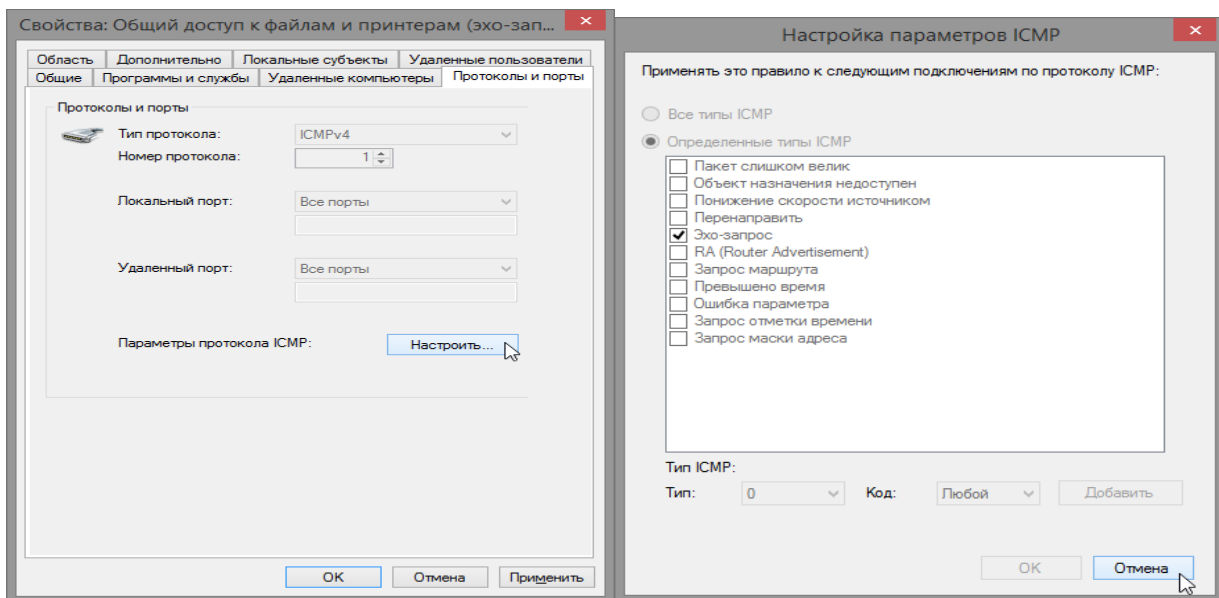 Свойства: Общий доступ к файлам и принтерам (эхо-зап...
Область Дополнительно Локальные субъекты Удаленные пользователи
Общие Программы и службы Удаленные компьютеры Протоколы и порты
Протоколы и порты
Тип протокола: ICMPv4
Номер протокола: 1
Локальный порт: Все порты
Удаленный порт: Все порты
Параметры протокола ICMP: Настроить...
OK Отмена Применить
Настройка параметров ICMP
Применять это правило к следующим подключениям по протоколу ICMP:
Все типы ICMP
Определенные типы ICMP
Пакет слишком велик
Объект назначения недоступен
Понижение скорости источником
Перенаправить
Эхо-запрос
RA (Router Advertisement)
Запрос маршрута
Превышено время
Ошибка параметра
Запрос отметки времени
Запрос маски адреса
Тип ICMP:
Тип: 0 Код: Любой Добавить
OK Отмена